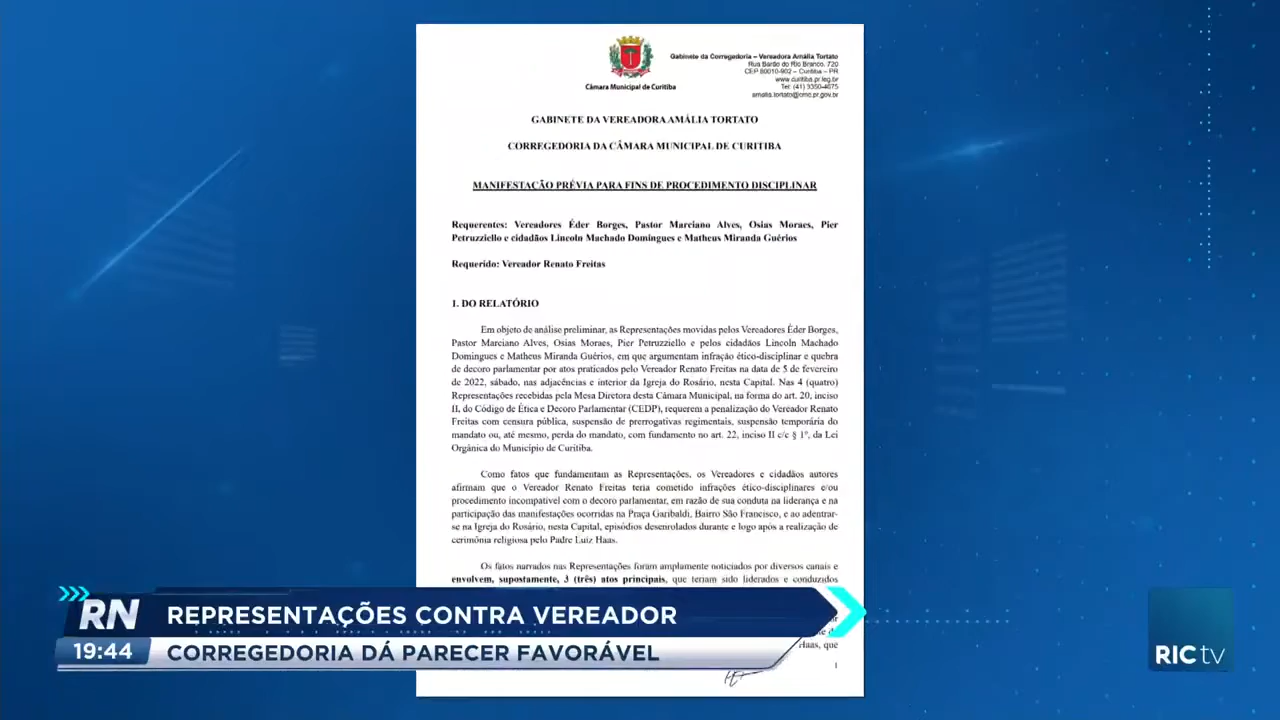 Câmara Municipal de Curitiba
Gabinete da Corregedoria – Vereadora Amália Tortato
Rua Barão do Rio Branco, 720
CEP 80010-902 – Curitiba – PR
www.curitiba.pr.leg.br
Tel: (41) 3350-4875
amalia.tortato@cmc.pr.gov.br
GABINETE DA VEREADORA AMÁLIA TORTATO
CORREGEDORIA DA CÂMARA MUNICIPAL DE CURITIBA
MANIFESTAÇÃO PRÉVIA PARA FINS DE PROCEDIMENTO DISCIPLINAR
Requerentes: Vereadores Éder Borges, Pastor Marciano Alves, Osias Moraes, Pier
Petruzziello e cidadãos Lincoln Machado Domingues e Matheus Miranda Guérios
Requerido: Vereador Renato Freitas
1. DO RELATÓRIO
Em objeto de análise preliminar, as Representações movidas pelos Vereadores Éder Borges,
Pastor Marciano Alves, Osias Moraes, Pier Petruzziello e pelos cidadãos Lincoln Machado
Domingues e Matheus Miranda Guérios, em que argumentam infração ético-disciplinar e quebra
de decoro parlamentar por atos praticados pelo Vereador Renato Freitas na data de 5 de fevereiro
de 2022, sábado, nas adjacências e interior da Igreja do Rosário, nesta Capital. Nas 4 (quatro)
Representações recebidas pela Mesa Diretora desta Câmara Municipal, na forma do art. 20, inciso
II, do Código de Ética e Decoro Parlamentar (CEDP), requerem a penalização do Vereador Renato
Freitas com censura pública, suspensão de prerrogativas regimentais, suspensão temporária do
mandato ou, até mesmo, perda do mandato, com fundamento no art. 22, inciso II c/c § 1º, da Lei
Orgânica do Município de Curitiba.
Como fatos que fundamentam as Representações, os Vereadores e cidadãos autores
afirmam que o Vereador Renato Freitas teria cometido infrações ético-disciplinares e/ou
procedimento incompatível com o decoro parlamentar, em razão de sua conduta na liderança e na
participação das manifestações ocorridas na Praça Garibaldi, Bairro São Francisco, e ao adentrar-
se na Igreja do Rosário, nesta Capital, episódios desenrolados durante e logo após a realização de
cerimônia religiosa pelo Padre Luiz Haas.
Os fatos narrados nas Representações foram amplamente noticiados por diversos canais e
envolvem, supostamente, 3 (três) atos principais, que teriam sido liderados e conduzidos
Haas, que
1
RN
REPRESENTAÇÕES CONTRA VEREADOR
19:44
CORREGEDORIA DÁ PARECER FAVORÁVEL
RICtv